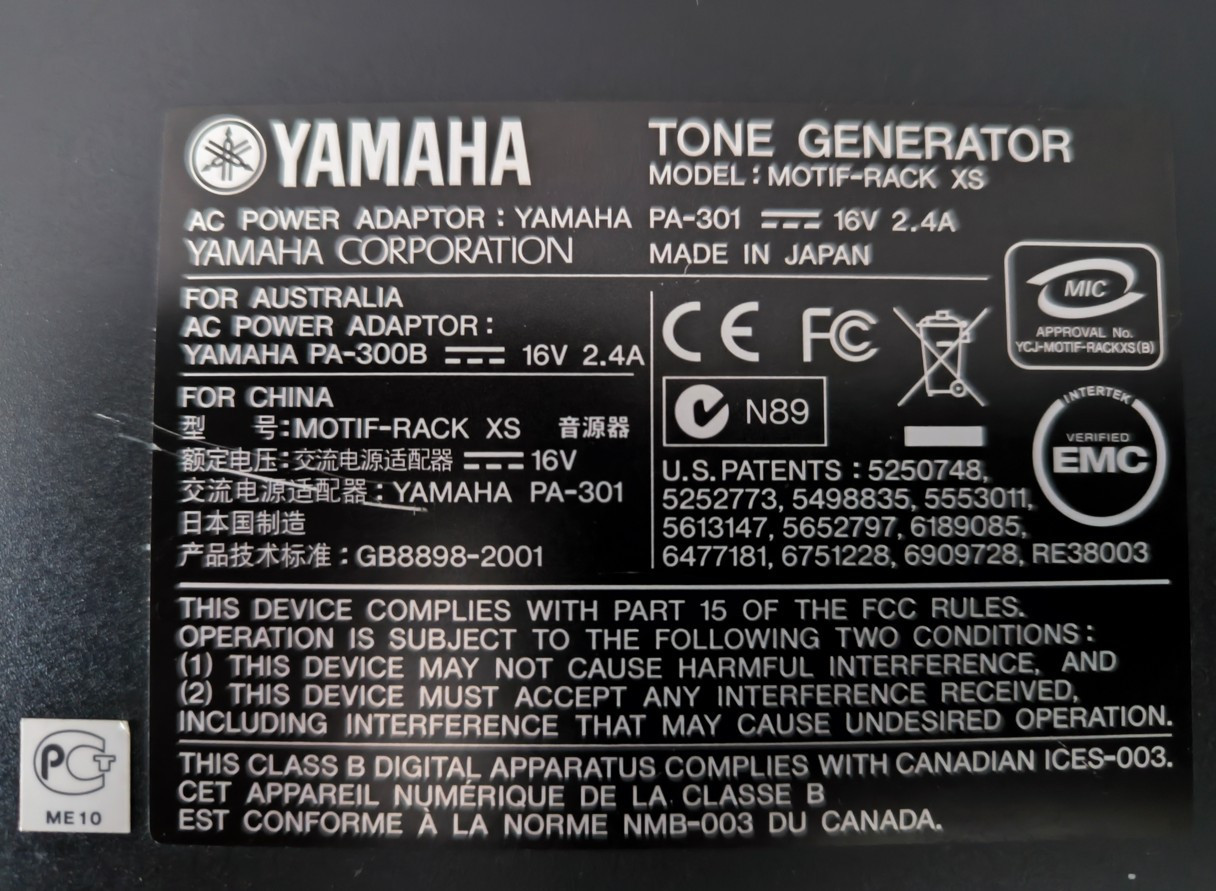 YAMAHA
TONE GENERATOR
MODEL : MOTIF-RACK XS
AC POWER ADAPTOR : YAMAHA PA-301 16V 2.4A
YAMAHA CORPORATION MADE IN JAPAN
FOR AUSTRALIA
AC POWER ADAPTOR :
YAMAHA PA-300B 16V 2.4A
FOR CHINA
型 号:MOTIF-RACK XS 音源器
额定电压:交流电源适配器 16V
交流电源适配器:YAMAHA PA-301
日本国制造
产品技术标准:GB8898-2001
CE FC
MIC
APPROVAL No.
YCJ-MOTIF-RACKXS(B)
N89
INTERTEK
VERIFIED
EMC
U.S.PATENTS : 5250748,
5252773, 5498835, 5553011,
5613147, 5652797, 6189085,
6477181, 6751228, 6909728, RE38003
THIS DEVICE COMPLIES WITH PART 15 OF THE FCC RULES.
OPERATION IS SUBJECT TO THE FOLLOWING TWO CONDITIONS :
(1) THIS DEVICE MAY NOT CAUSE HARMFUL INTERFERENCE, AND
(2) THIS DEVICE MUST ACCEPT ANY INTERFERENCE RECEIVED,
INCLUDING INTERFERENCE THAT MAY CAUSE UNDESIRED OPERATION.
THIS CLASS B DIGITAL APPARATUS COMPLIES WITH CANADIAN ICES-003.
CET APPAREIL NUMÉRIQUE DE LA CLASSE B
EST CONFORME À LA NORME NMB-003 DU CANADA.
PCT
ME10